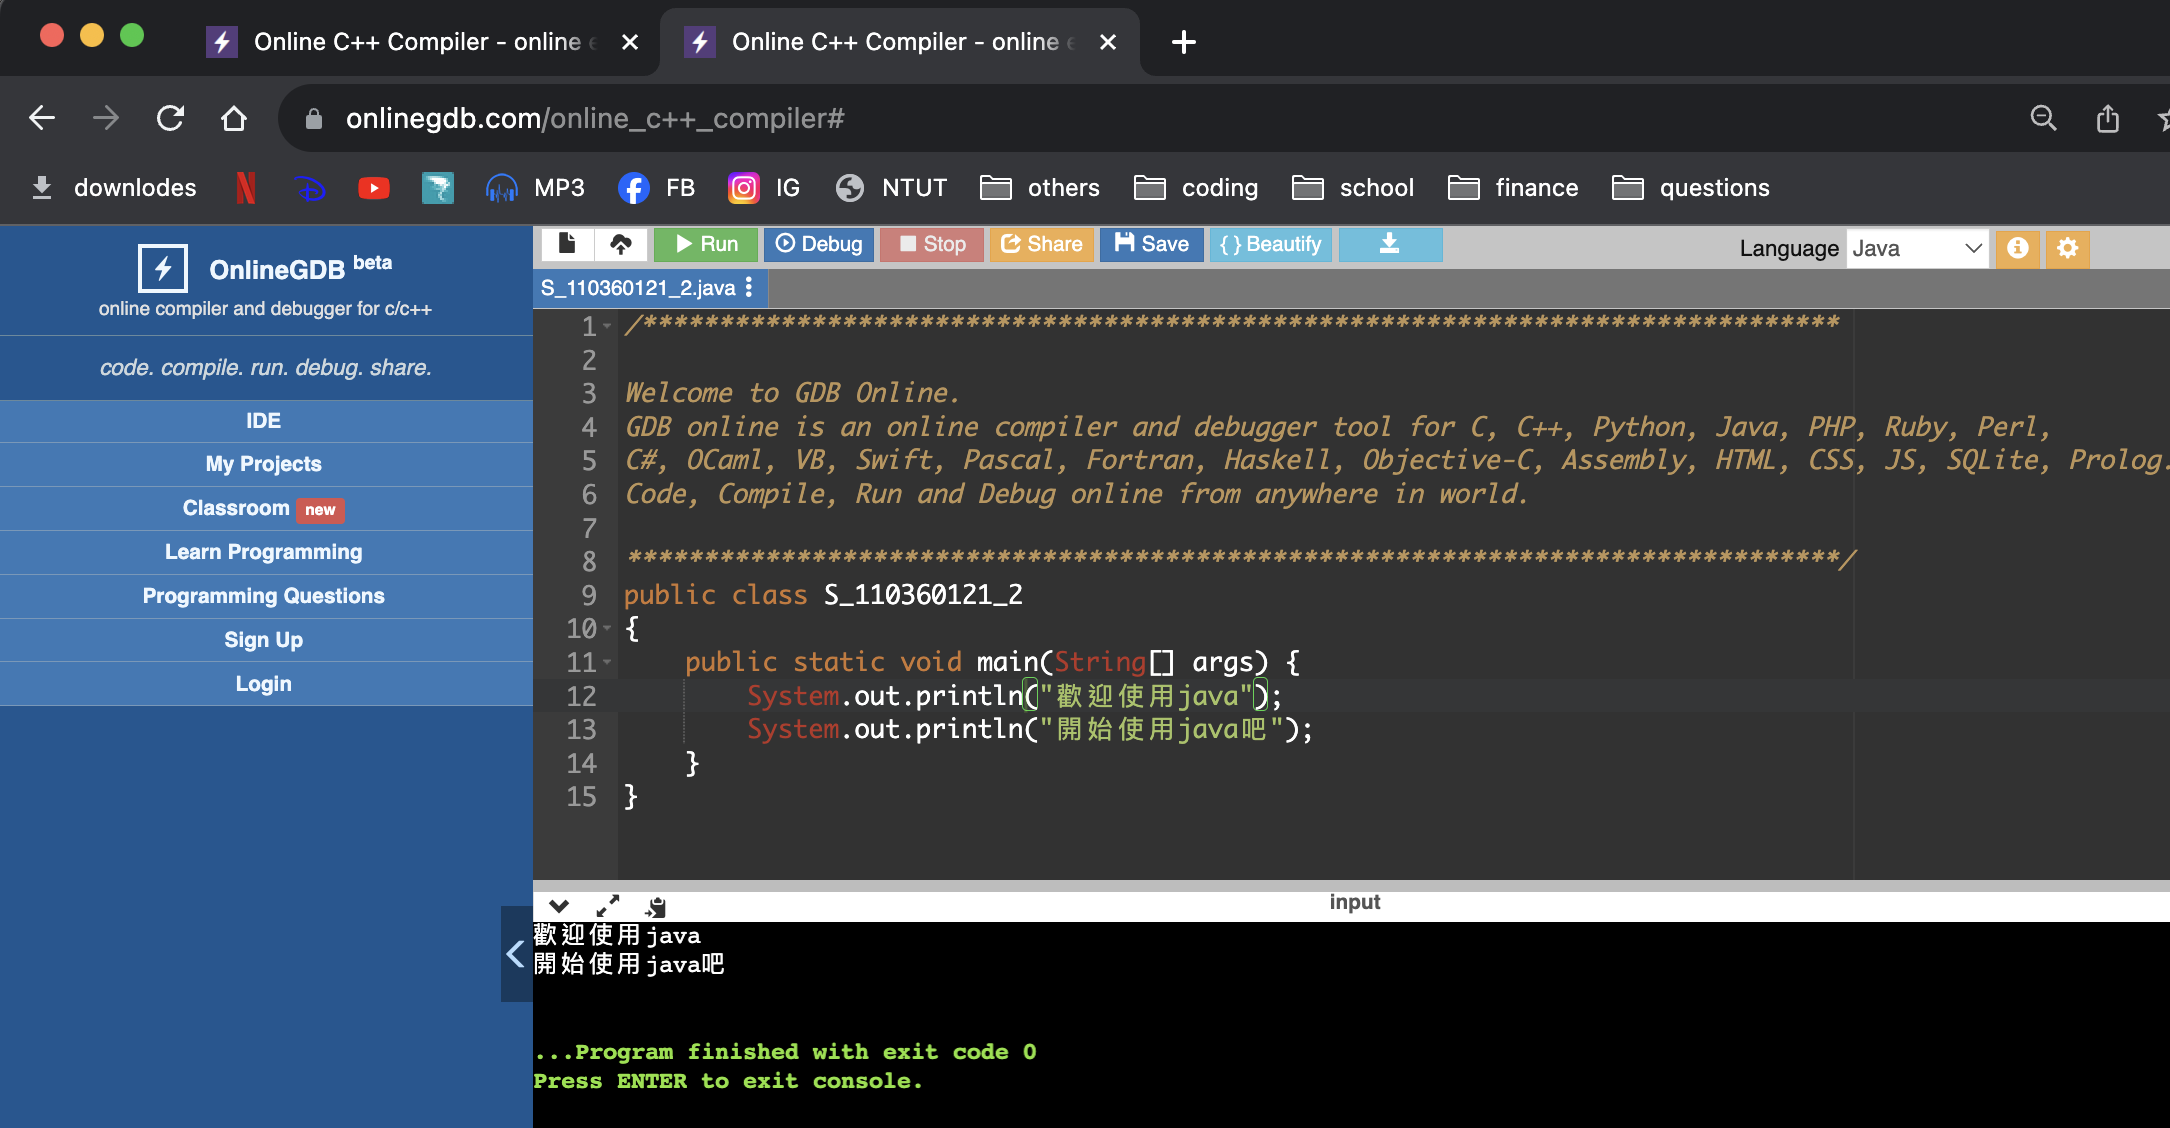 Online C++ Compiler - online e
Online C++ Compiler - online e
onlinegdb.com/online_c++_compiler#
downlodes MP3 FB IG NTUT others coding school finance questions
OnlineGDB beta
online compiler and debugger for c/c++
code. compile. run. debug. share.
IDE
My Projects
Classroom new
Learn Programming
Programming Questions
Sign Up
Login
Run Debug Stop Share Save { } Beautify Language Java
S_110360121_2.java
1 /******************************************************************************
2
3 Welcome to GDB Online.
4 GDB online is an online compiler and debugger tool for C, C++, Python, Java, PHP, Ruby, Perl,
5 C#, OCaml, VB, Swift, Pascal, Fortran, Haskell, Objective-C, Assembly, HTML, CSS, JS, SQLite, Prolog.
6 Code, Compile, Run and Debug online from anywhere in world.
7
8 *******************************************************************************/
9 public class S_110360121_2
10 {
11 public static void main(String[] args) {
12 System.out.println("歡迎使用java");
13 System.out.println("開始使用java吧");
14 }
15 }
input
歡迎使用java
開始使用java吧
...Program finished with exit code 0
Press ENTER to exit console.